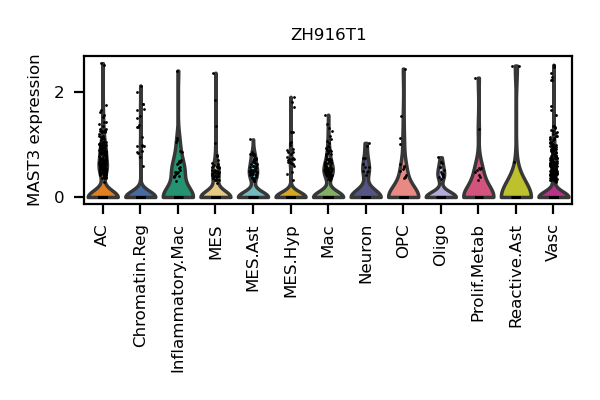 ZH916T1
MAST3 expression
2
0
AC
Chromatin.Reg
Inflammatory.Mac
MES
MES.Ast
MES.Hyp
Mac
Neuron
OPC
Oligo
Prolif.Metab
Reactive.Ast
Vasc